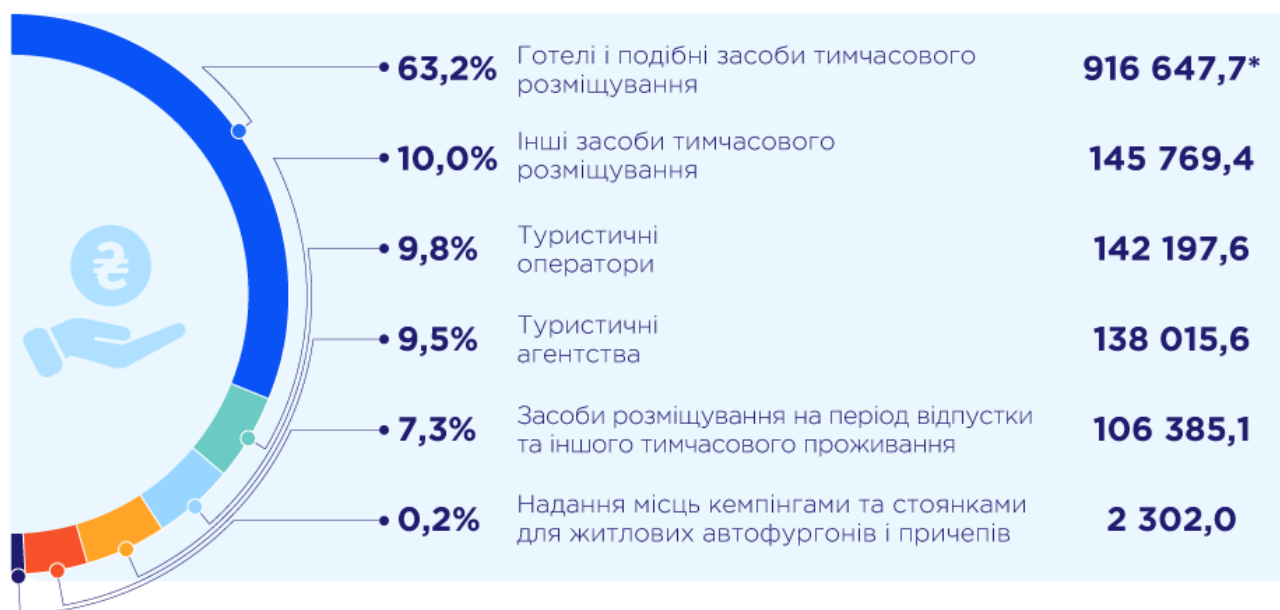 63,2% Готелі і подібні засоби тимчасового 916 647,7*
розміщування
10,0% Інші засоби тимчасового 145 769,4
розміщування
9,8% Туристичні 142 197,6
оператори
9,5% Туристичні 138 015,6
агентства
7,3% Засоби розміщування на період відпустки 106 385,1
та іншого тимчасового проживання
0,2% Надання місць кемпінгами та стоянками 2 302,0
для житлових автофургонів і причепів
₴